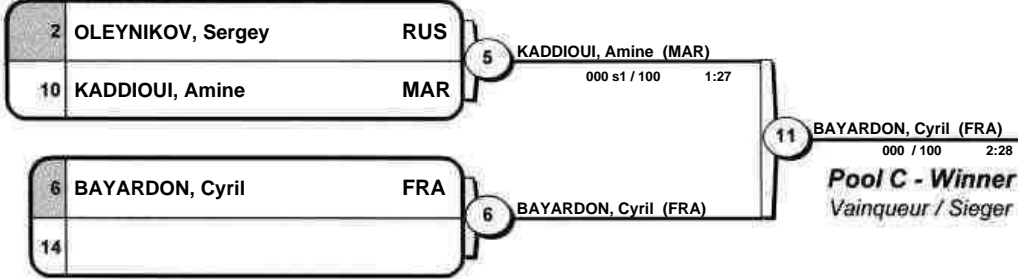 2 OLEYNIKOV, Sergey RUS
10 KADDIOUI, Amine MAR
5
KADDIOUI, Amine (MAR)
000 s1 / 100 1:27
6 BAYARDON, Cyril FRA
14
6
BAYARDON, Cyril (FRA)
11
BAYARDON, Cyril (FRA)
000 / 100 2:28
Pool C - Winner
Vainqueur / Sieger